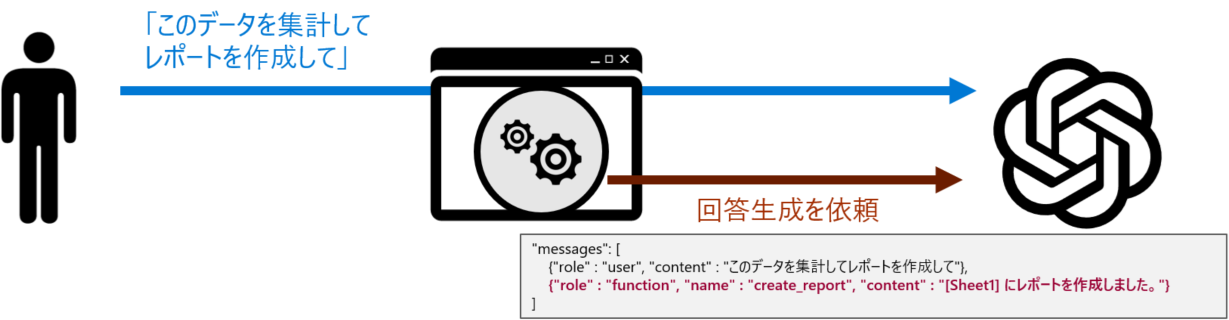 「このデータを集計して
レポートを作成して」
回答生成を依頼
"messages": [
{"role" : "user", "content" : "このデータを集計してレポートを作成して"},
{"role" : "function", "name" : "create_report", "content" : "[Sheet1] にレポートを作成しました。"}
]